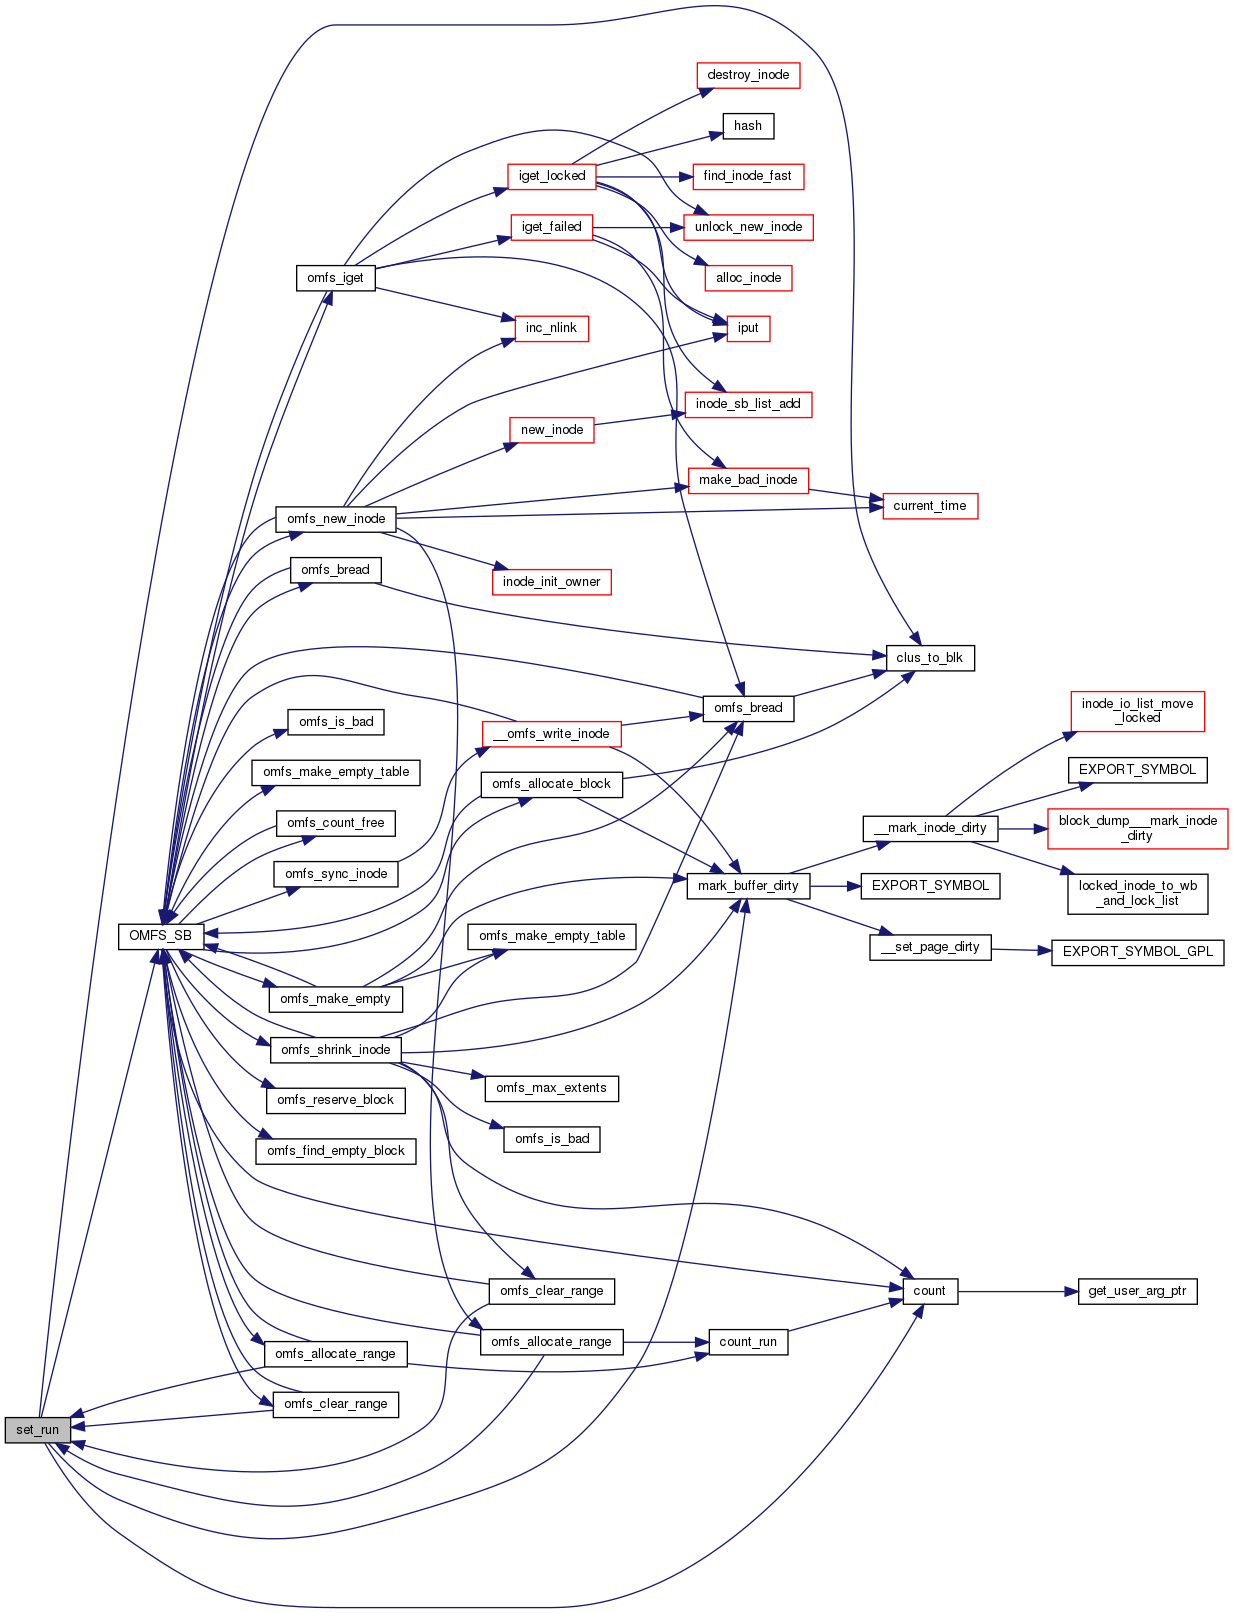 destroy_inode
hash
iget_locked
find_inode_fast
iget_failed
unlock_new_inode
omfs_iget
alloc_inode
inc_nlink
iput
inode_sb_list_add
new_inode
make_bad_inode
current_time
omfs_new_inode
omfs_bread
inode_init_owner
clus_to_blk
omfs_bread
inode_io_list_move
_locked
omfs_is_bad
__omfs_write_inode
omfs_make_empty_table
omfs_allocate_block
EXPORT_SYMBOL
omfs_count_free
__mark_inode_dirty
block_dump___mark_inode
_dirty
omfs_sync_inode
mark_buffer_dirty
EXPORT_SYMBOL
locked_inode_to_wb
_and_lock_list
OMFS_SB
omfs_make_empty_table
__set_page_dirty
EXPORT_SYMBOL_GPL
omfs_make_empty
omfs_shrink_inode
omfs_max_extents
omfs_reserve_block
omfs_is_bad
omfs_find_empty_block
omfs_clear_range
count
get_user_arg_ptr
omfs_allocate_range
count_run
omfs_allocate_range
omfs_clear_range
set_run